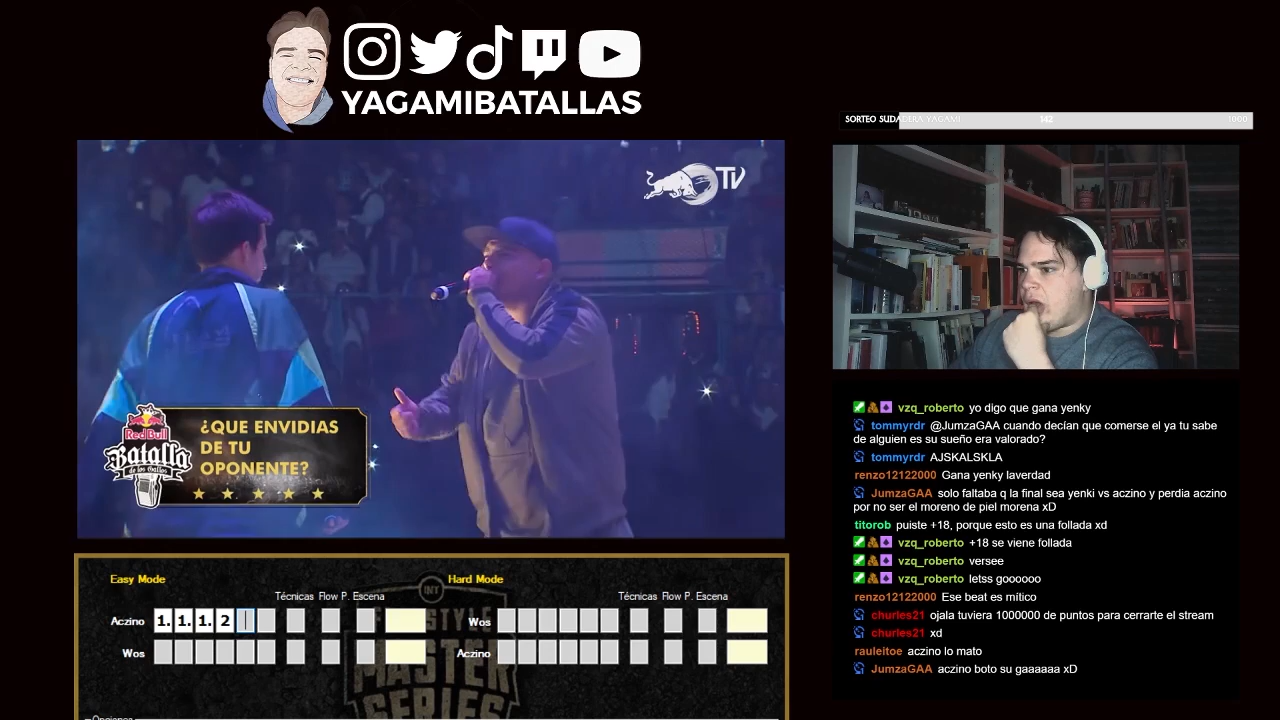 YAGAMIBATALLAS
SORTEO SUDADERA YAGAMI 142 1000
TV
¿QUE ENVIDIAS
DE TU
OPONENTE?
Red Bull
Batalla
de los Gallos
vzq_roberto yo digo que gana yenky
tommyrdr @JumzaGAA cuando decían que comerse el ya tu sabe
de alguien es su sueño era valorado?
tommyrdr AJSKALSKLA
renzo12122000 Gana yenky laverdad
JumzaGAA solo faltaba q la final sea yenki vs aczino y perdia aczino
por no ser el moreno de piel morena xD
titorob puiste +18, porque esto es una follada xd
vzq_roberto +18 se viene follada
vzq_roberto versee
vzq_roberto letss goooooo
renzo12122000 Ese beat es mítico
churles21 ojala tuviera 1000000 de puntos para cerrarte el stream
churles21 xd
rauleitoe aczino lo mato
JumzaGAA aczino boto su gaaaaaa xD
Easy Mode
Hard Mode
Técnicas Flow P. Escena
Técnicas Flow P. Escena
Aczino 1. 1. 1. 2
Wos
Wos
Aczino
STYLE
MASTER
SERIES
Opciones